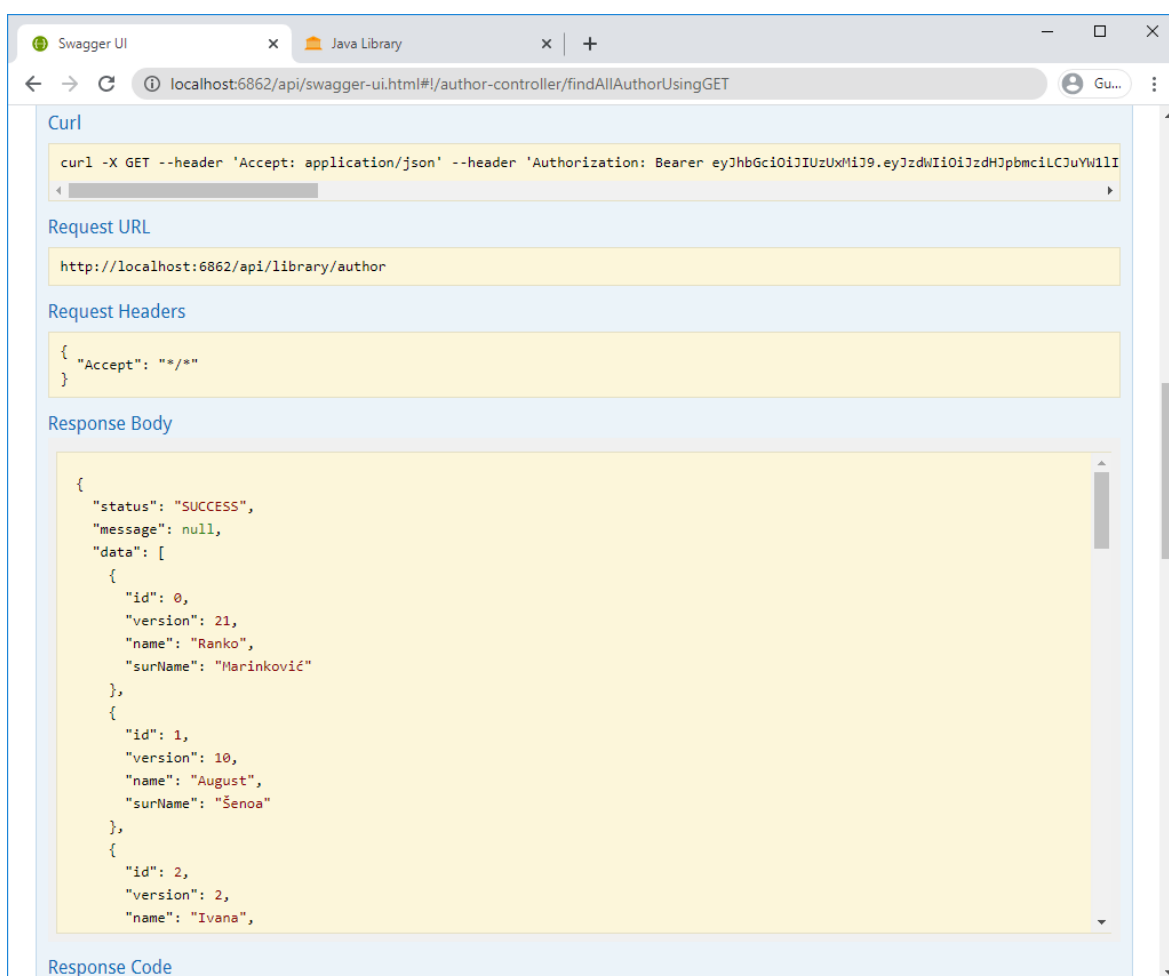 Swagger UI
Java Library
localhost:6862/api/swagger-ui.html#!/author-controller/findAllAuthorUsingGET
Gu...
Curl
curl -X GET --header 'Accept: application/json' --header 'Authorization: Bearer eyJhbGciOiJIUzUxMiJ9.eyJzdWIiOiJzdHJpbmciLCJuYW1lI
Request URL
http://localhost:6862/api/library/author
Request Headers
{
"Accept": "*/*"
}
Response Body
{
"status": "SUCCESS",
"message": null,
"data": [
{
"id": 0,
"version": 21,
"name": "Ranko",
"surName": "Marinković"
},
{
"id": 1,
"version": 10,
"name": "August",
"surName": "Šenoa"
},
{
"id": 2,
"version": 2,
"name": "Ivana",
Response Code